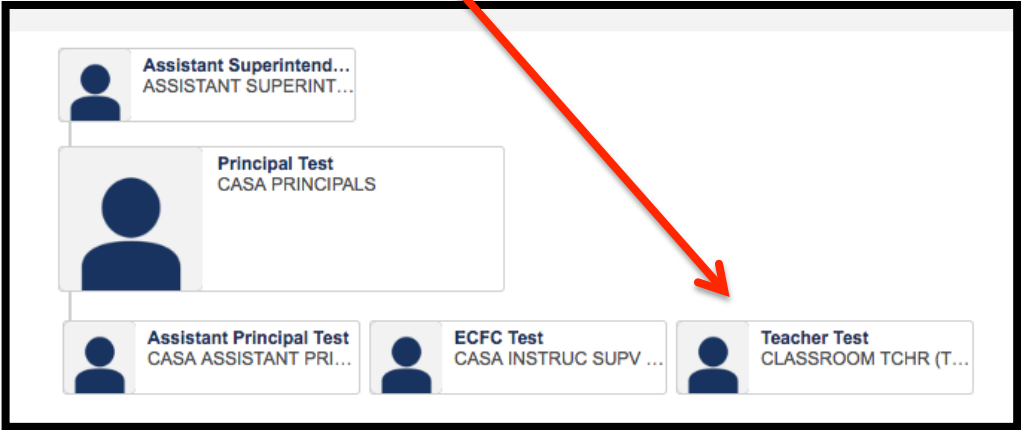 Assistant Superintend...
ASSISTANT SUPERINT...
Principal Test
CASA PRINCIPALS
Assistant Principal Test
CASA ASSISTANT PRI...
ECFC Test
CASA INSTRUC SUPV ...
Teacher Test
CLASSROOM TCHR (T...